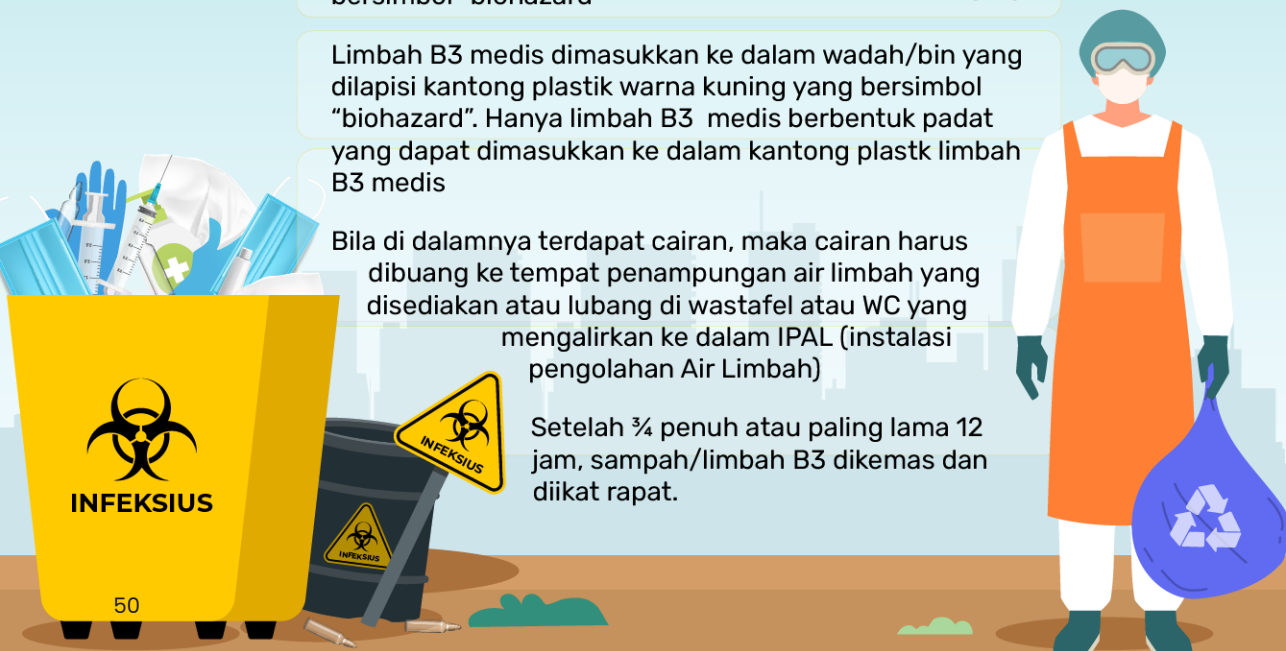 bersimbol "biohazard"
Limbah B3 medis dimasukkan ke dalam wadah/bin yang
dilapisi kantong plastik warna kuning yang bersimbol
“biohazard”. Hanya limbah B3  medis berbentuk padat
yang dapat dimasukkan ke dalam kantong plastk limbah
B3 medis
Bila di dalamnya terdapat cairan, maka cairan harus
dibuang ke tempat penampungan air limbah yang
disediakan atau lubang di wastafel atau WC yang
mengalirkan ke dalam IPAL (instalasi
pengolahan Air Limbah)
Setelah ¾ penuh atau paling lama 12
jam, sampah/limbah B3 dikemas dan
diikat rapat.
INFEKSIUS
INFEKSIUS
INFEKSIUS
50